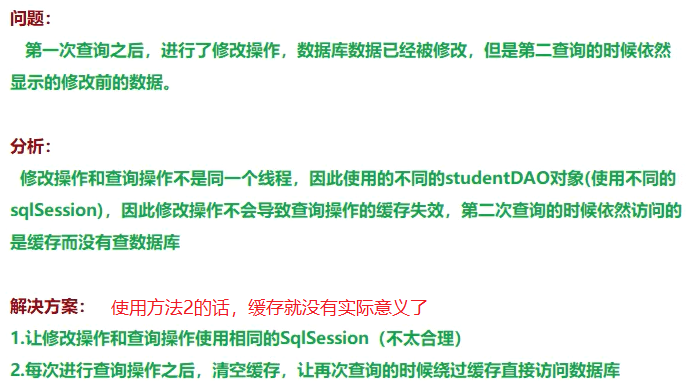 问题：
第一次查询之后，进行了修改操作，数据库数据已经被修改，但是第二查询的时候依然
显示的修改前的数据。
分析：
修改操作和查询操作不是同一个线程，因此使用的不同的studentDAO对象(使用不同的
sqlSession)，因此修改操作不会导致查询操作的缓存失效，第二次查询的时候依然访问的
是缓存而没有查数据库
解决方案： 使用方法2的话，缓存就没有实际意义了
1.让修改操作和查询操作使用相同的SqlSession（不太合理）
2.每次进行查询操作之后，清空缓存，让再次查询的时候绕过缓存直接访问数据库